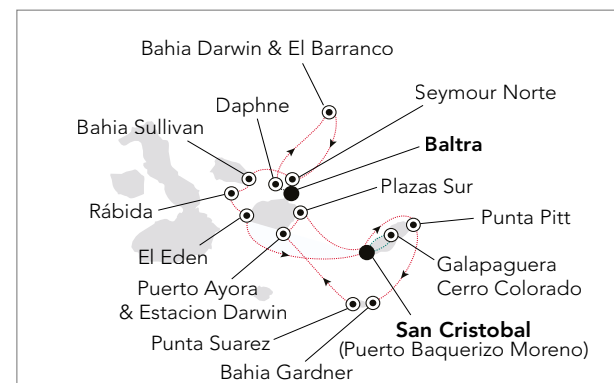 Bahia Darwin & El Barranco
Daphne
Seymour Norte
Bahia Sullivan
Baltra
Plazas Sur
Rábida
Punta Pitt
El Eden
Galapaguera
Cerro Colorado
Puerto Ayora
& Estacion Darwin
Punta Suarez
San Cristobal
(Puerto Baquerizo Moreno)
Bahia Gardner